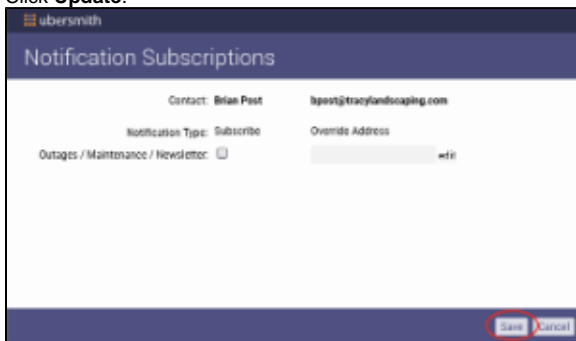 Click Update.
ubersmith
Notification Subscriptions
Contact: Brian Post bpost@tracylandscaping.com
Notification Type: Subscribe Override Address
Outages / Maintenance / Newsletter: edit
Save Cancel